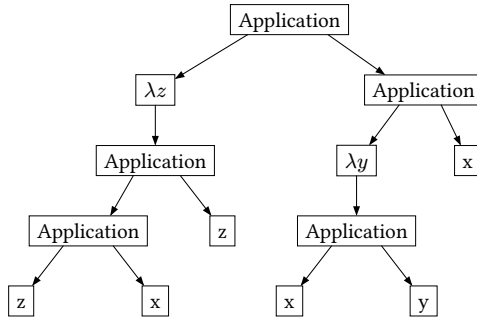 Application
λz Application
Application λy x
Application z Application
z x x y